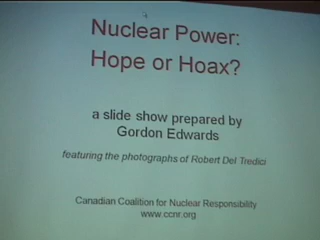 Nuclear Power:
Hope or Hoax?
a slide show prepared by
Gordon Edwards
featuring the photographs of Robert Del Tredici
Canadian Coalition for Nuclear Responsibility
www.ccnr.org